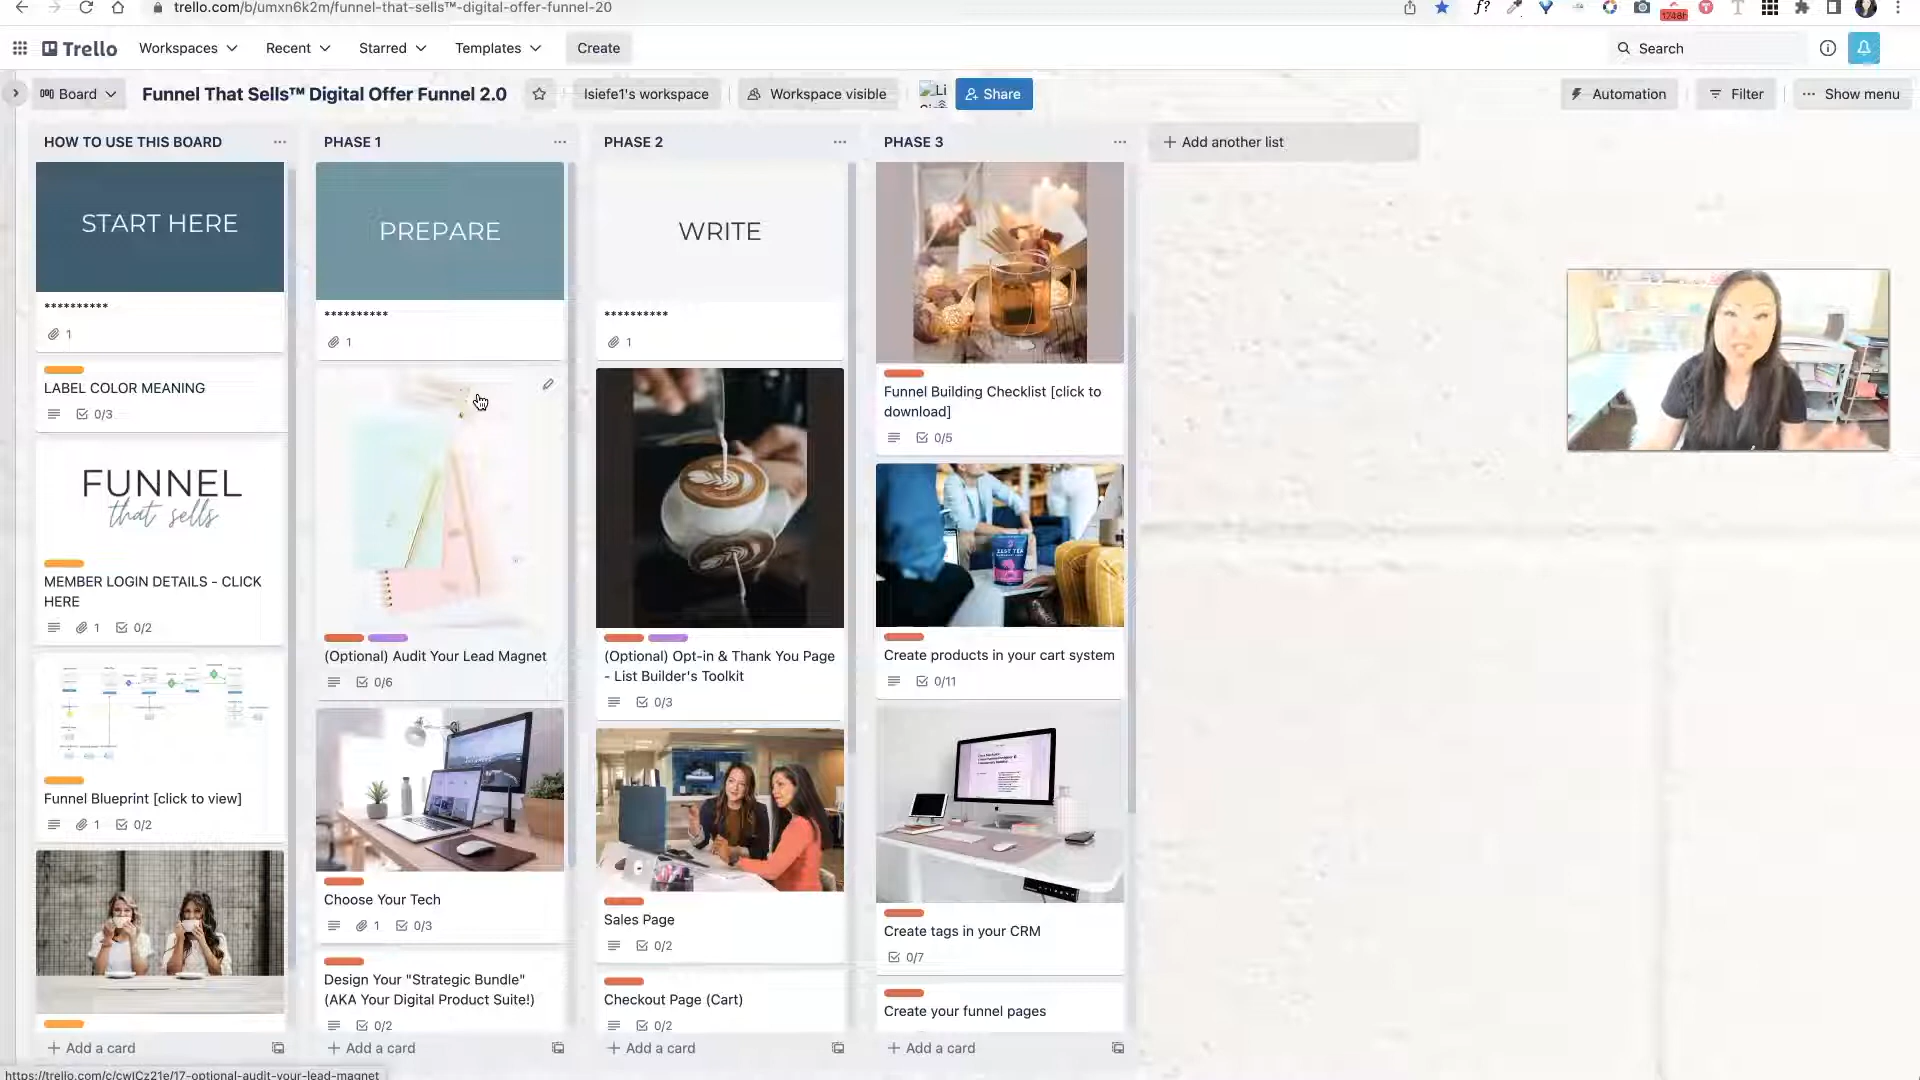 trello.com/b/umxn6k2m/funnel-that-sells™-digital-offer-funnel-20
Trello
Workspaces
Recent
Starred
Templates
Create
Search
Board
Funnel That Sells™ Digital Offer Funnel 2.0
lsiefe1's workspace
Workspace visible
Share
Automation
Filter
Show menu
HOW TO USE THIS BOARD
START HERE
**********
1
LABEL COLOR MEANING
0/3
FUNNEL
that sells
MEMBER LOGIN DETAILS - CLICK
HERE
1 0/2
Funnel Blueprint [click to view]
1 0/2
+ Add a card
PHASE 1
PREPARE
**********
1
(Optional) Audit Your Lead Magnet
0/6
Choose Your Tech
1 0/3
Design Your "Strategic Bundle"
(AKA Your Digital Product Suite!)
0/2
+ Add a card
PHASE 2
WRITE
**********
1
(Optional) Opt-in & Thank You Page
- List Builder's Toolkit
0/3
Sales Page
0/2
Checkout Page (Cart)
0/2
+ Add a card
PHASE 3
Funnel Building Checklist [click to
download]
0/5
ZEST TEA
Create products in your cart system
0/11
Create tags in your CRM
0/7
Create your funnel pages
+ Add a card
+ Add another list
https://trello.com/c/cwlCz21e/17-optional-audit-your-lead-magnet